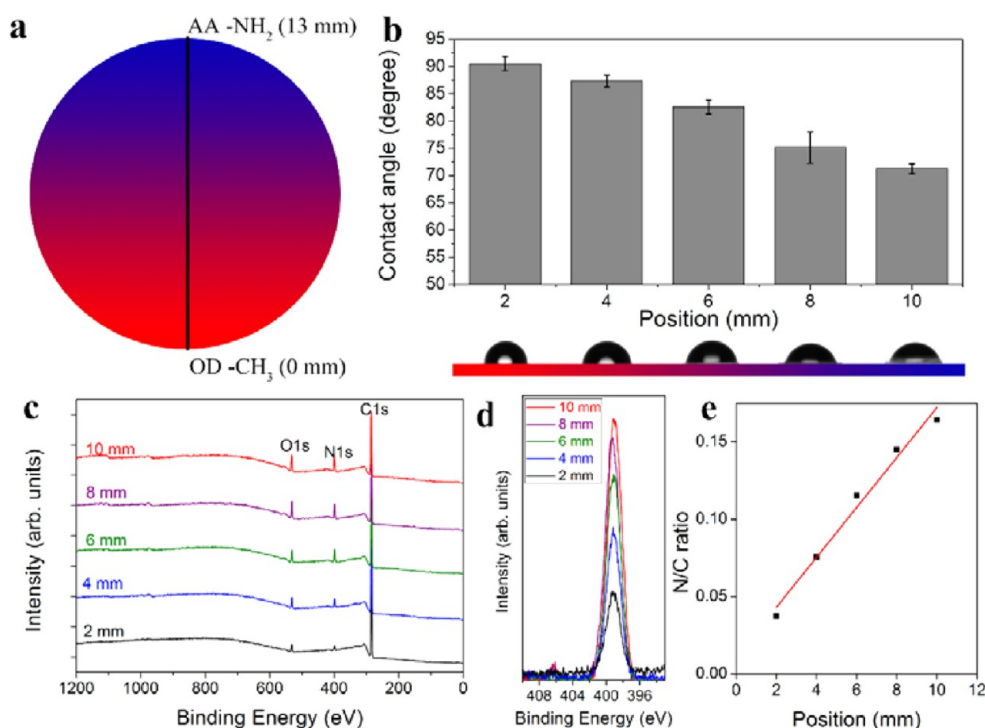 a
AA -NH₂ (13 mm)
OD -CH₃ (0 mm)
b
Contact angle (degree)
95
90
85
80
75
70
65
60
55
50
2 4 6 8 10
Position (mm)
c
Intensity (arb. units)
C1s
O1s
N1s
10 mm
8 mm
6 mm
4 mm
2 mm
1200 1000 800 600 400 200 0
Binding Energy (eV)
d
Intensity (arb. units)
10 mm
8 mm
6 mm
4 mm
2 mm
408 404 400 396
Binding Energy (eV)
e
N/C ratio
0.15
0.10
0.05
0.00
0 2 4 6 8 10 12
Position (mm)